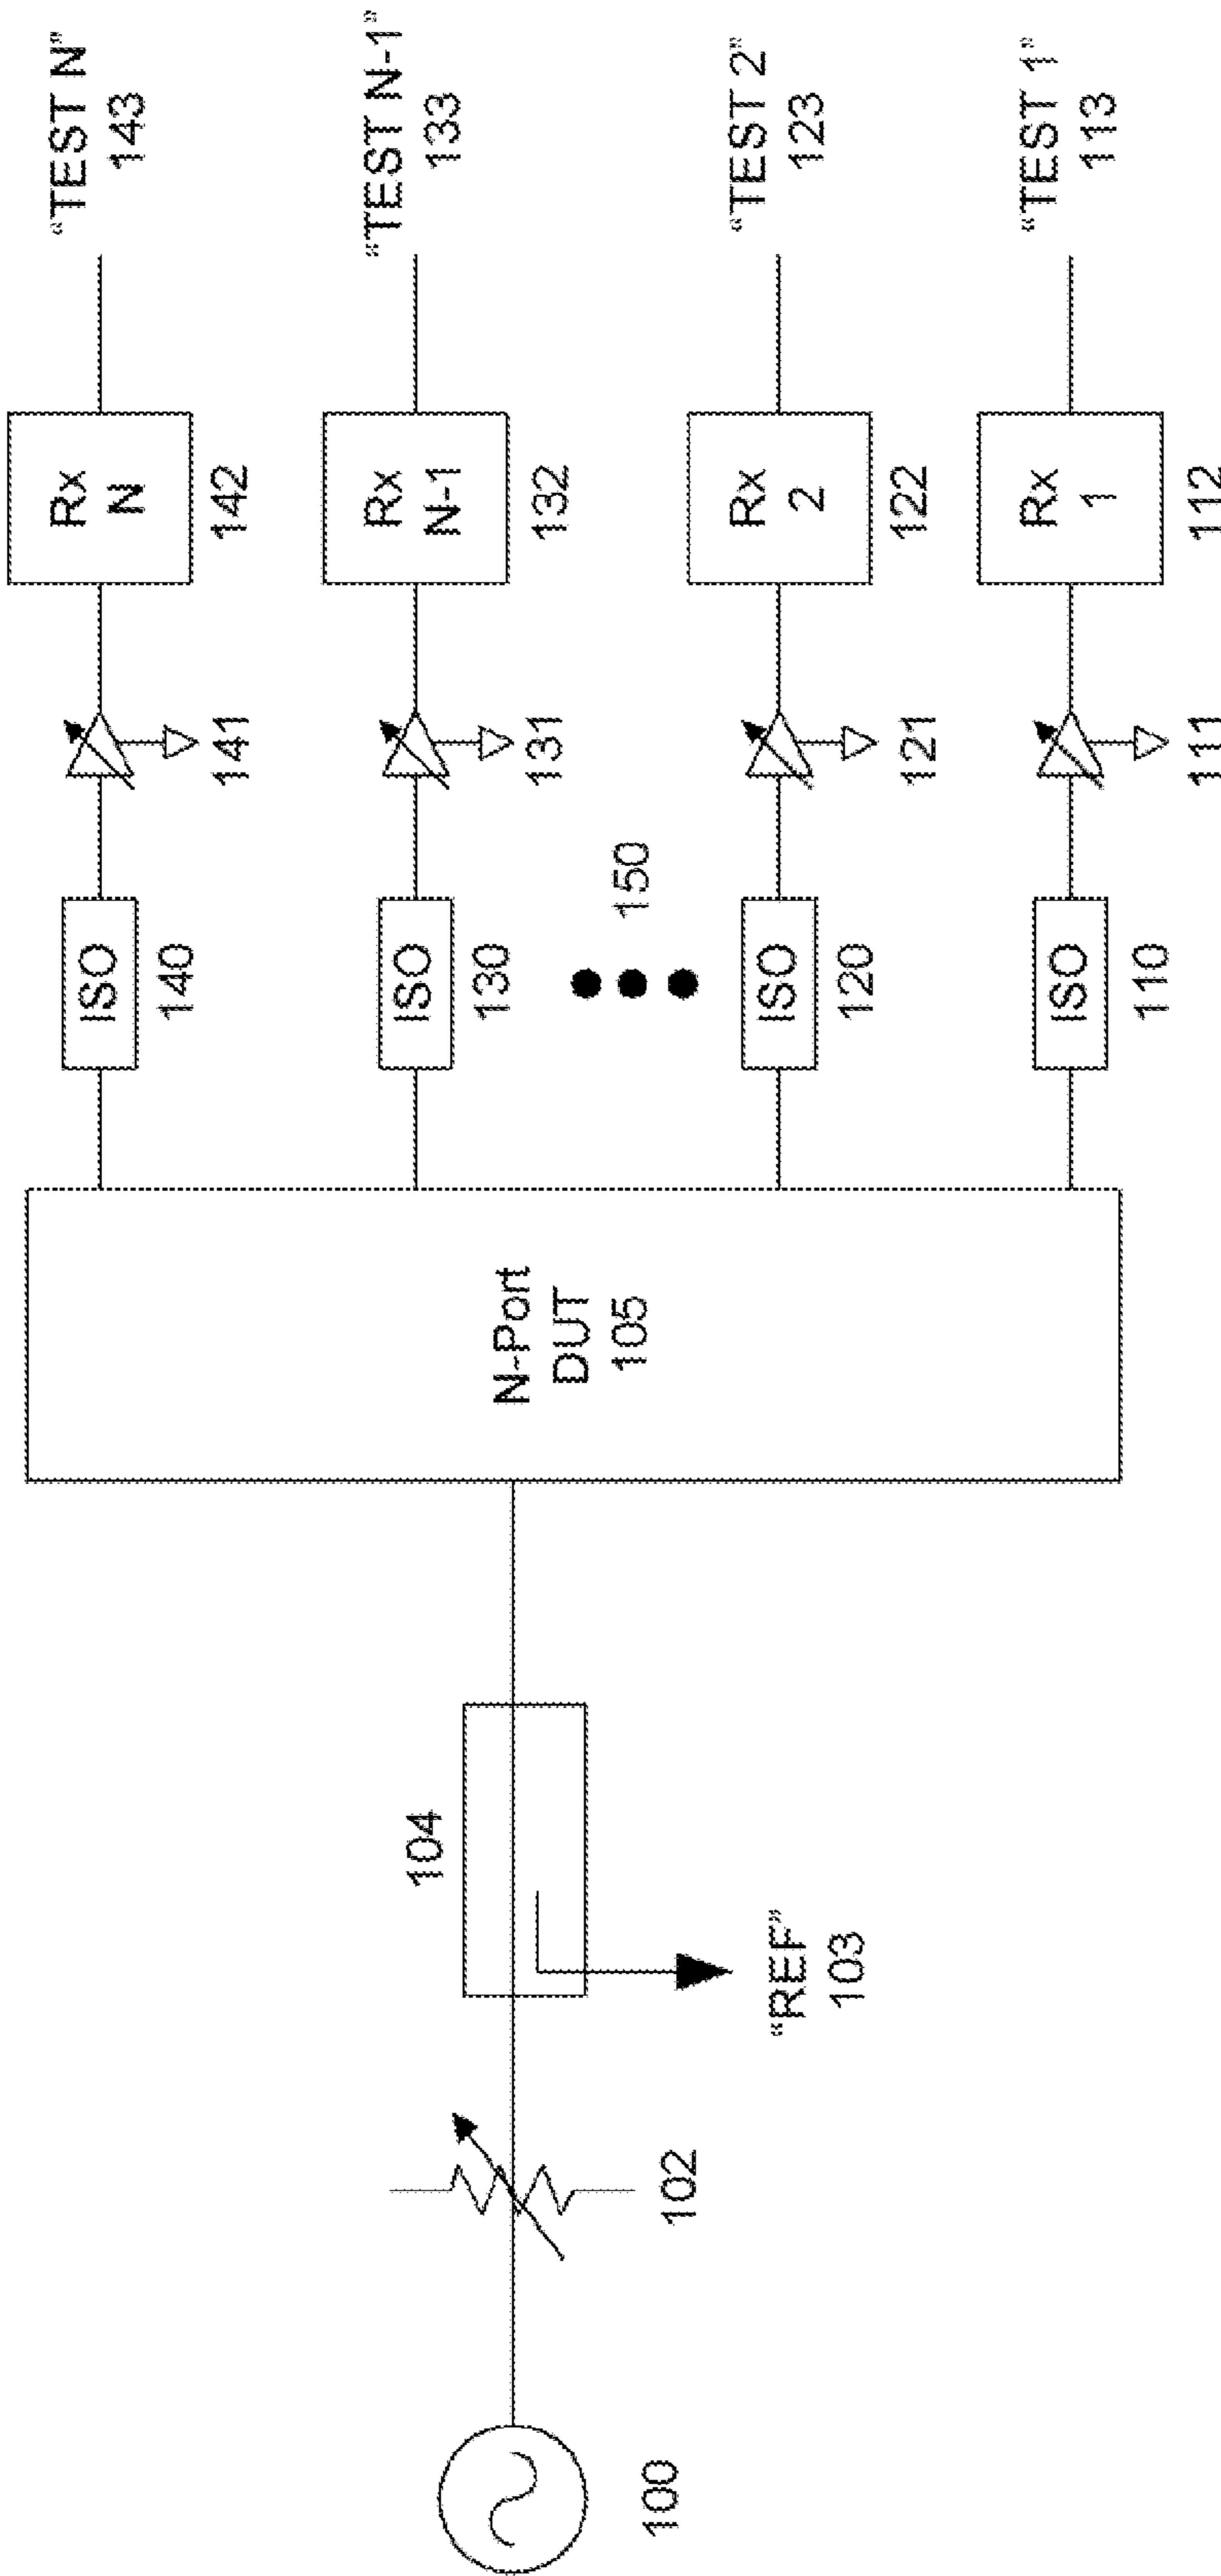 100
102
"REF"
103
104
N-Port
DUT
105
ISO
140
141
Rx
N
142
"TEST N"
143
ISO
130
131
Rx
N-1
132
"TEST N-1"
133
150
ISO
120
121
Rx
2
122
"TEST 2"
123
ISO
110
111
Rx
1
112
"TEST 1"
113